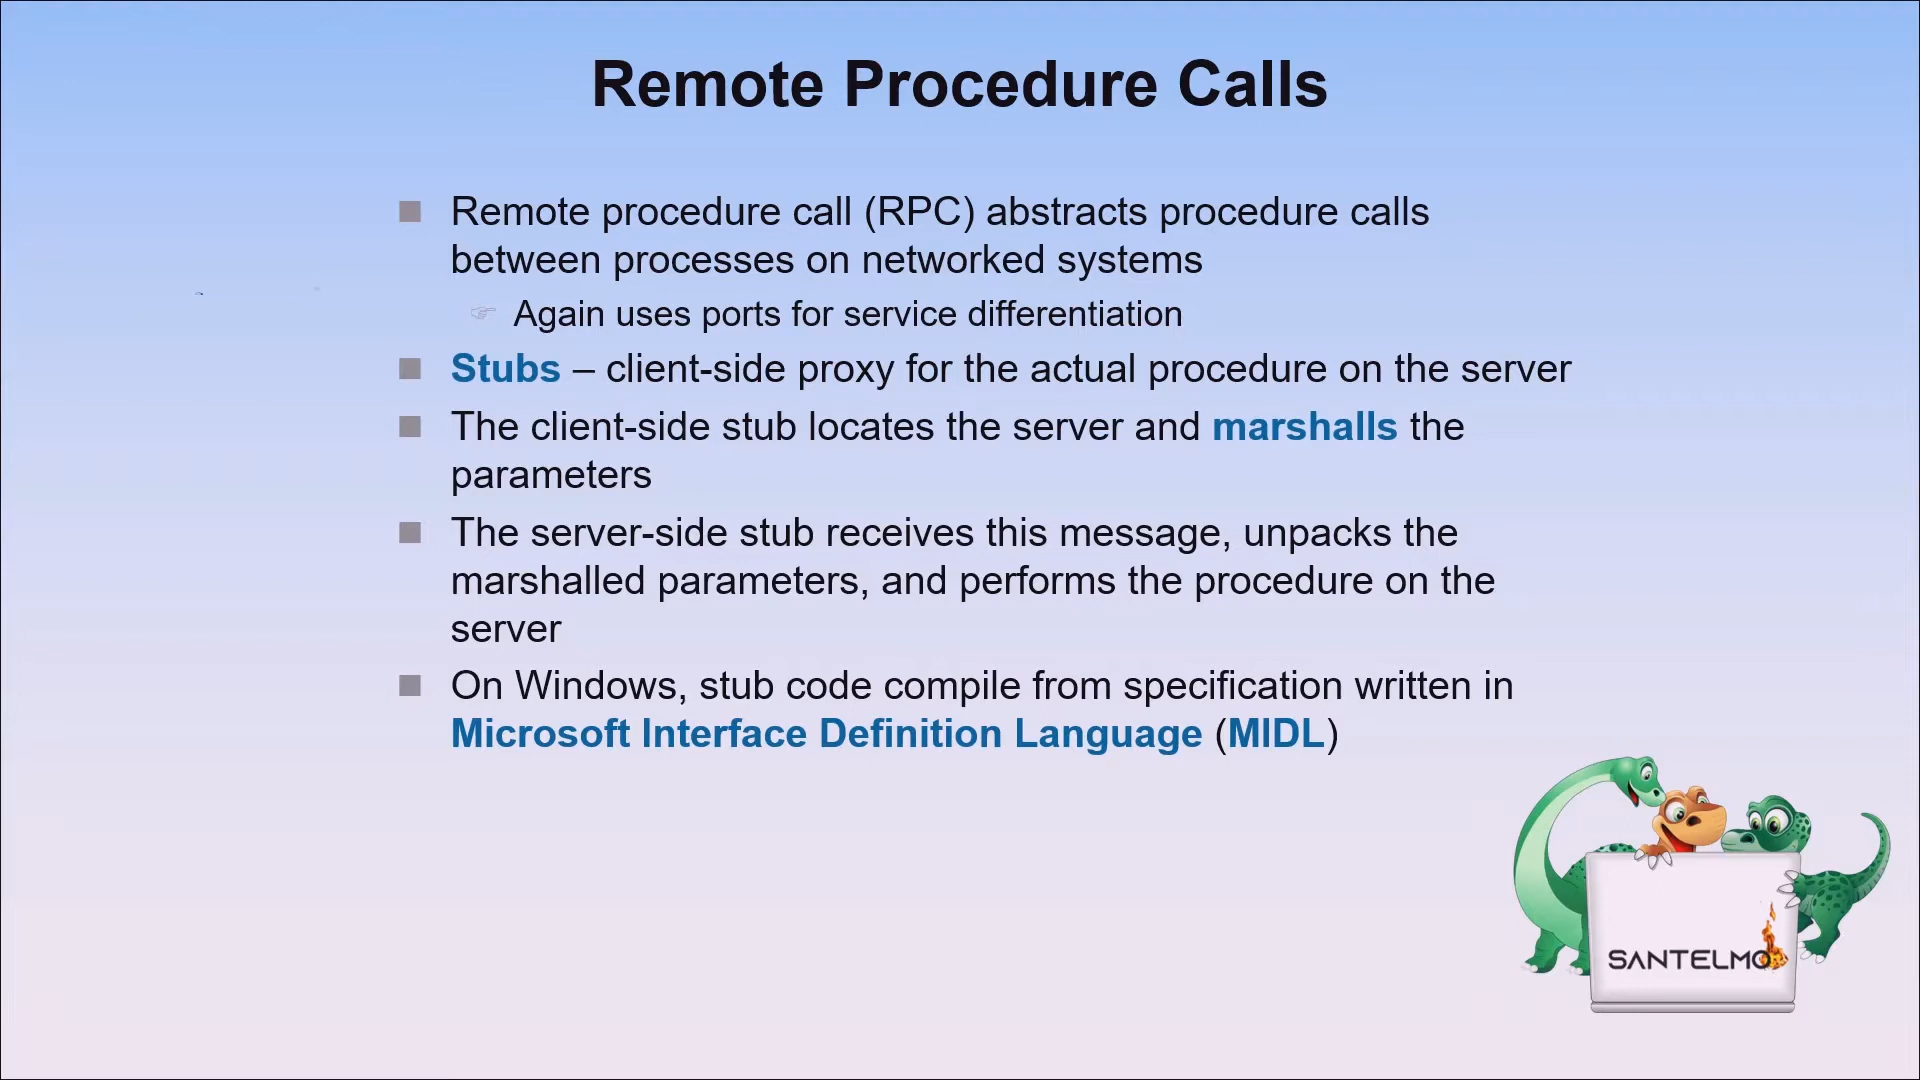 Remote Procedure Calls
Remote procedure call (RPC) abstracts procedure calls
between processes on networked systems
Again uses ports for service differentiation
Stubs – client-side proxy for the actual procedure on the server
The client-side stub locates the server and marshalls the
parameters
The server-side stub receives this message, unpacks the
marshalled parameters, and performs the procedure on the
server
On Windows, stub code compile from specification written in
Microsoft Interface Definition Language (MIDL)
SANTELMO